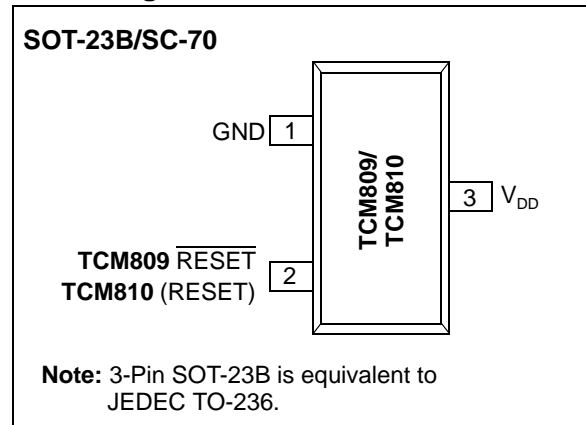 SOT-23B/SC-70
GND 1
TCM809/
TCM810
3 V_DD
TCM809 R̅E̅S̅E̅T̅
2
TCM810 (RESET)
Note: 3-Pin SOT-23B is equivalent to
JEDEC TO-236.